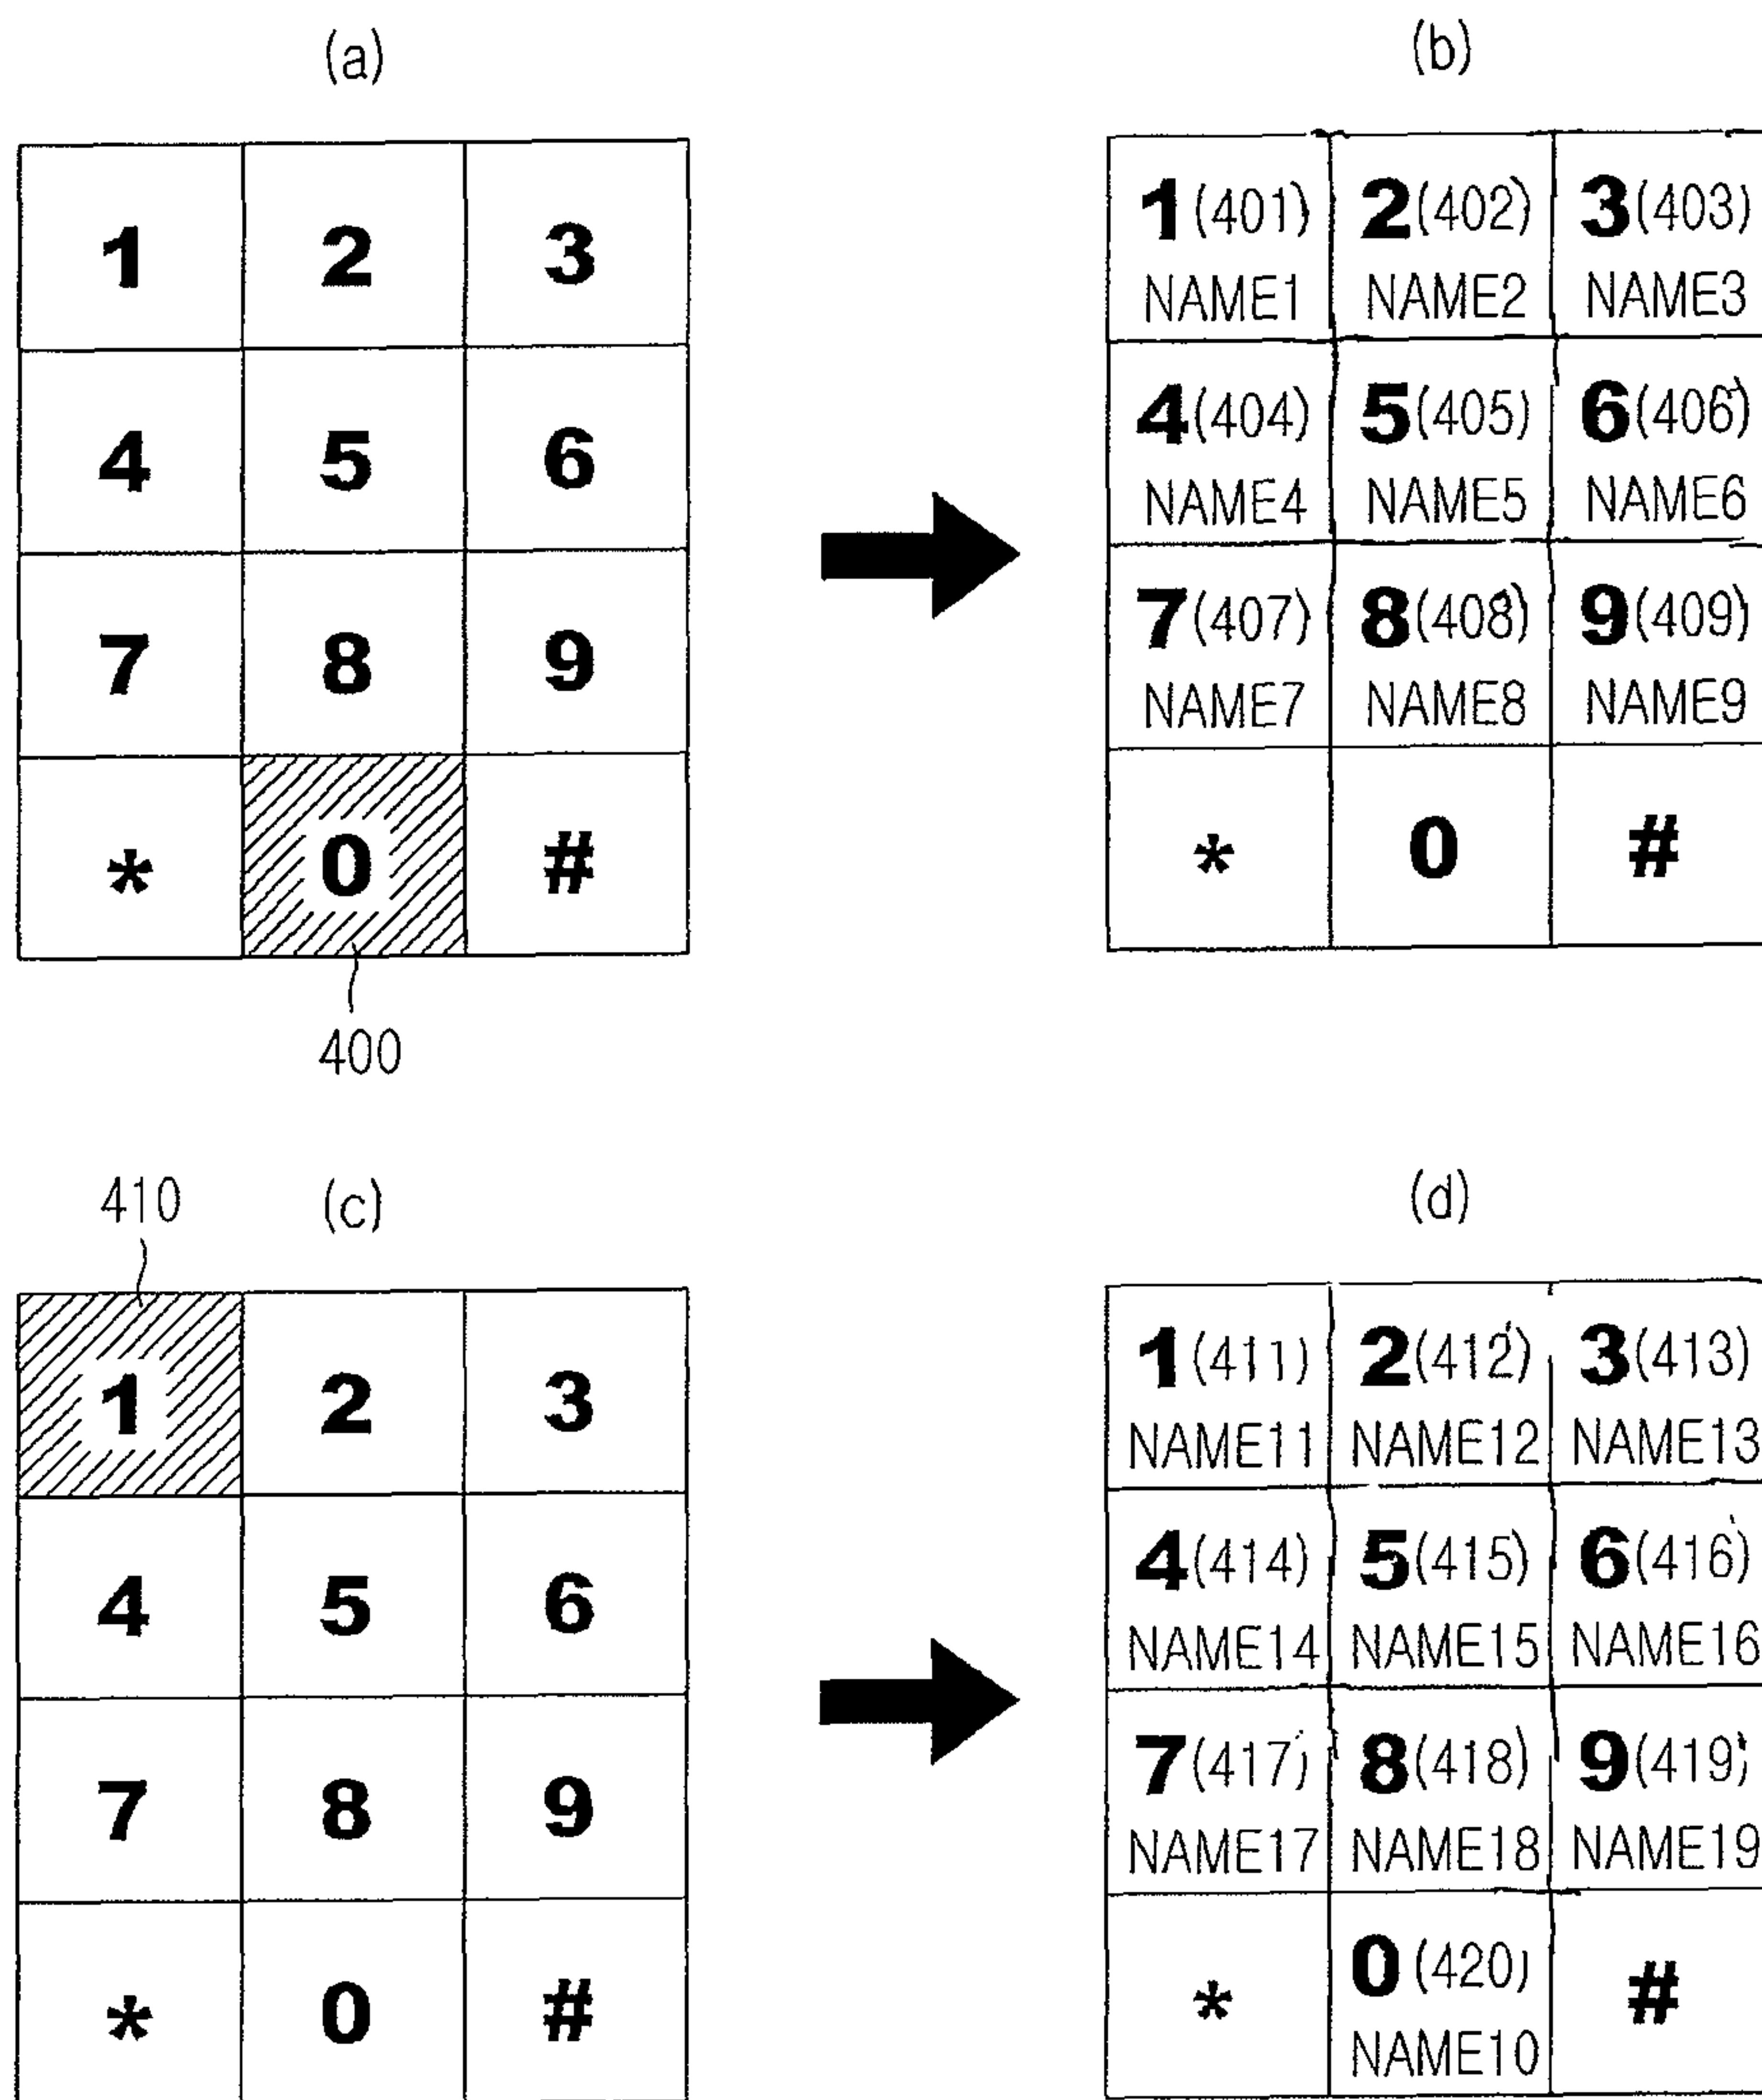 (a)
1 2 3
4 5 6
7 8 9
* 0 #
400
(b)
1(401) 2(402) 3(403)
NAME1 NAME2 NAME3
4(404) 5(405) 6(406)
NAME4 NAME5 NAME6
7(407) 8(408) 9(409)
NAME7 NAME8 NAME9
* 0 #
410 (c)
1 2 3
4 5 6
7 8 9
* 0 #
(d)
1(411) 2(412) 3(413)
NAME11 NAME12 NAME13
4(414) 5(415) 6(416)
NAME14 NAME15 NAME16
7(417) 8(418) 9(419)
NAME17 NAME18 NAME19
* 0(420) #
NAME10